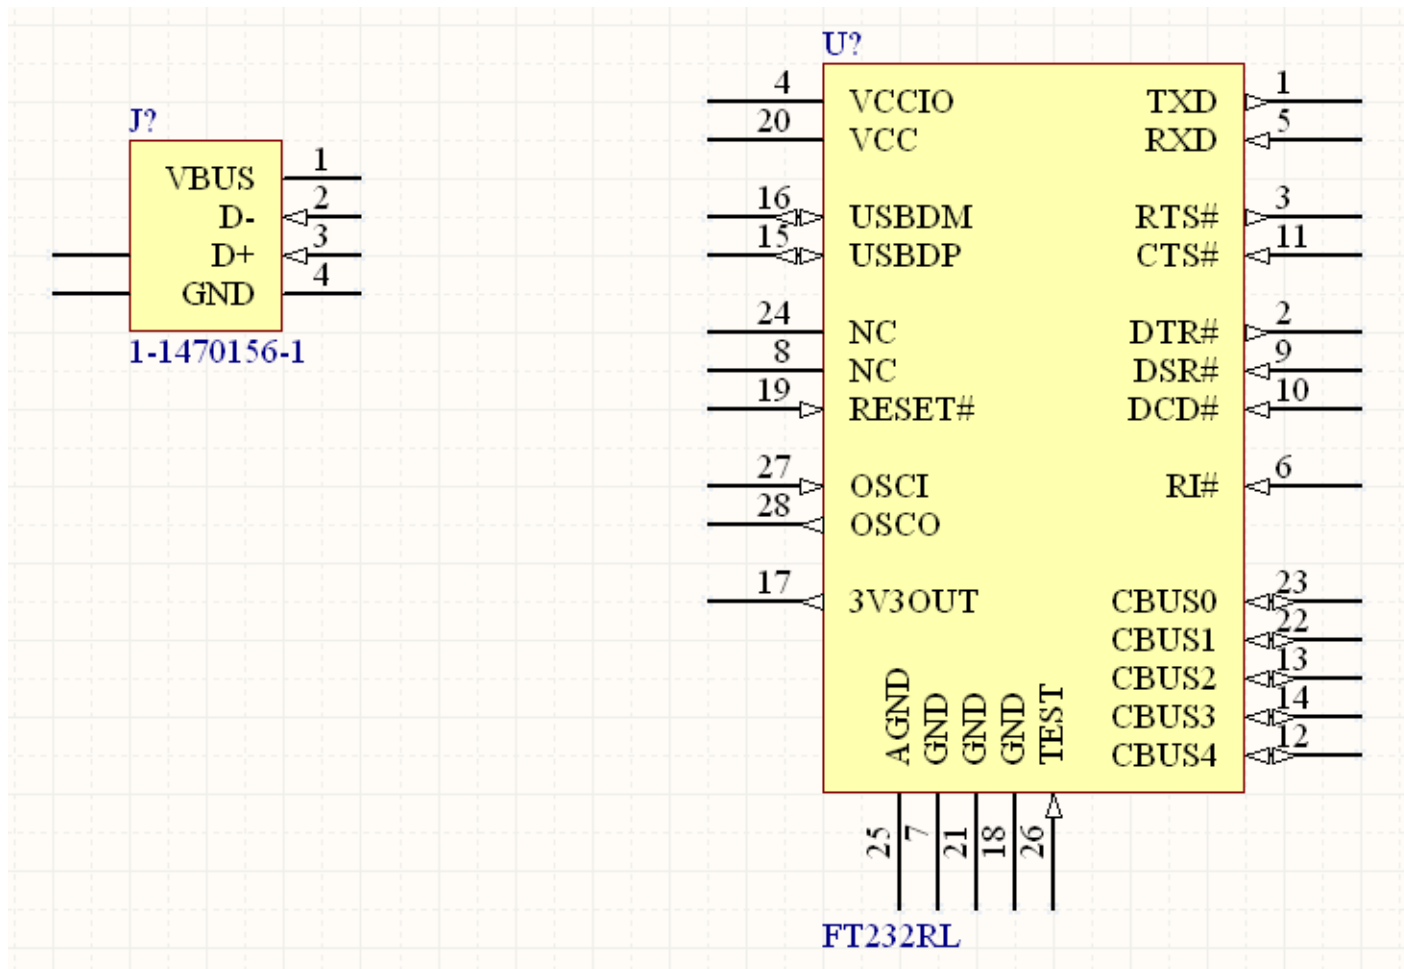 J?
VBUS 1
D- 2
D+ 3
GND 4
1-1470156-1
U?
4 VCCIO TXD 1
20 VCC RXD 5
16 USBDM RTS# 3
15 USBDP CTS# 11
24 NC DTR# 2
8 NC DSR# 9
19 RESET# DCD# 10
27 OSCI RI# 6
28 OSCO
17 3V3OUT CBUS0 23
CBUS1 22
CBUS2 13
CBUS3 14
CBUS4 12
AGND GND GND GND TEST
25 7 21 18 26
FT232RL